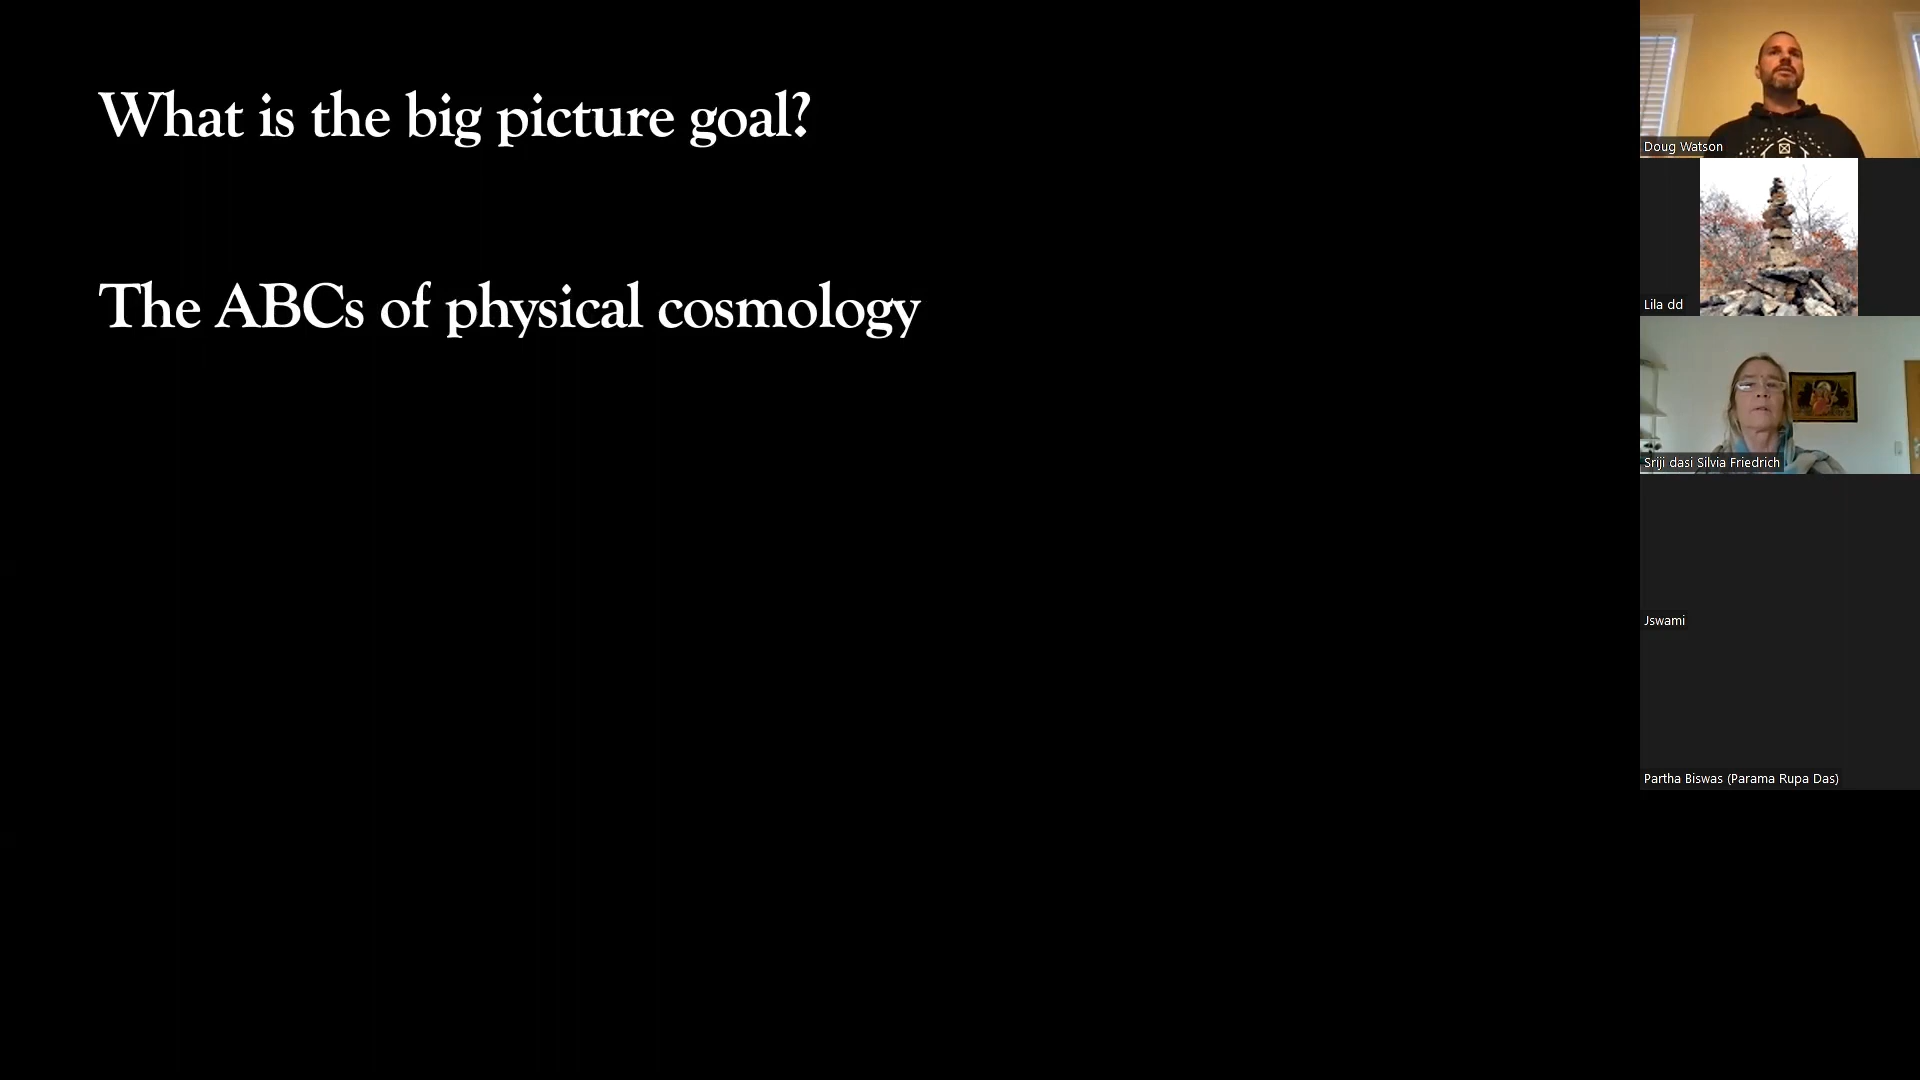 What is the big picture goal?
The ABCs of physical cosmology
Doug Watson
Lila dd
Sriji dasi Silvia Friedrich
Jswami
Partha Biswas (Parama Rupa Das)